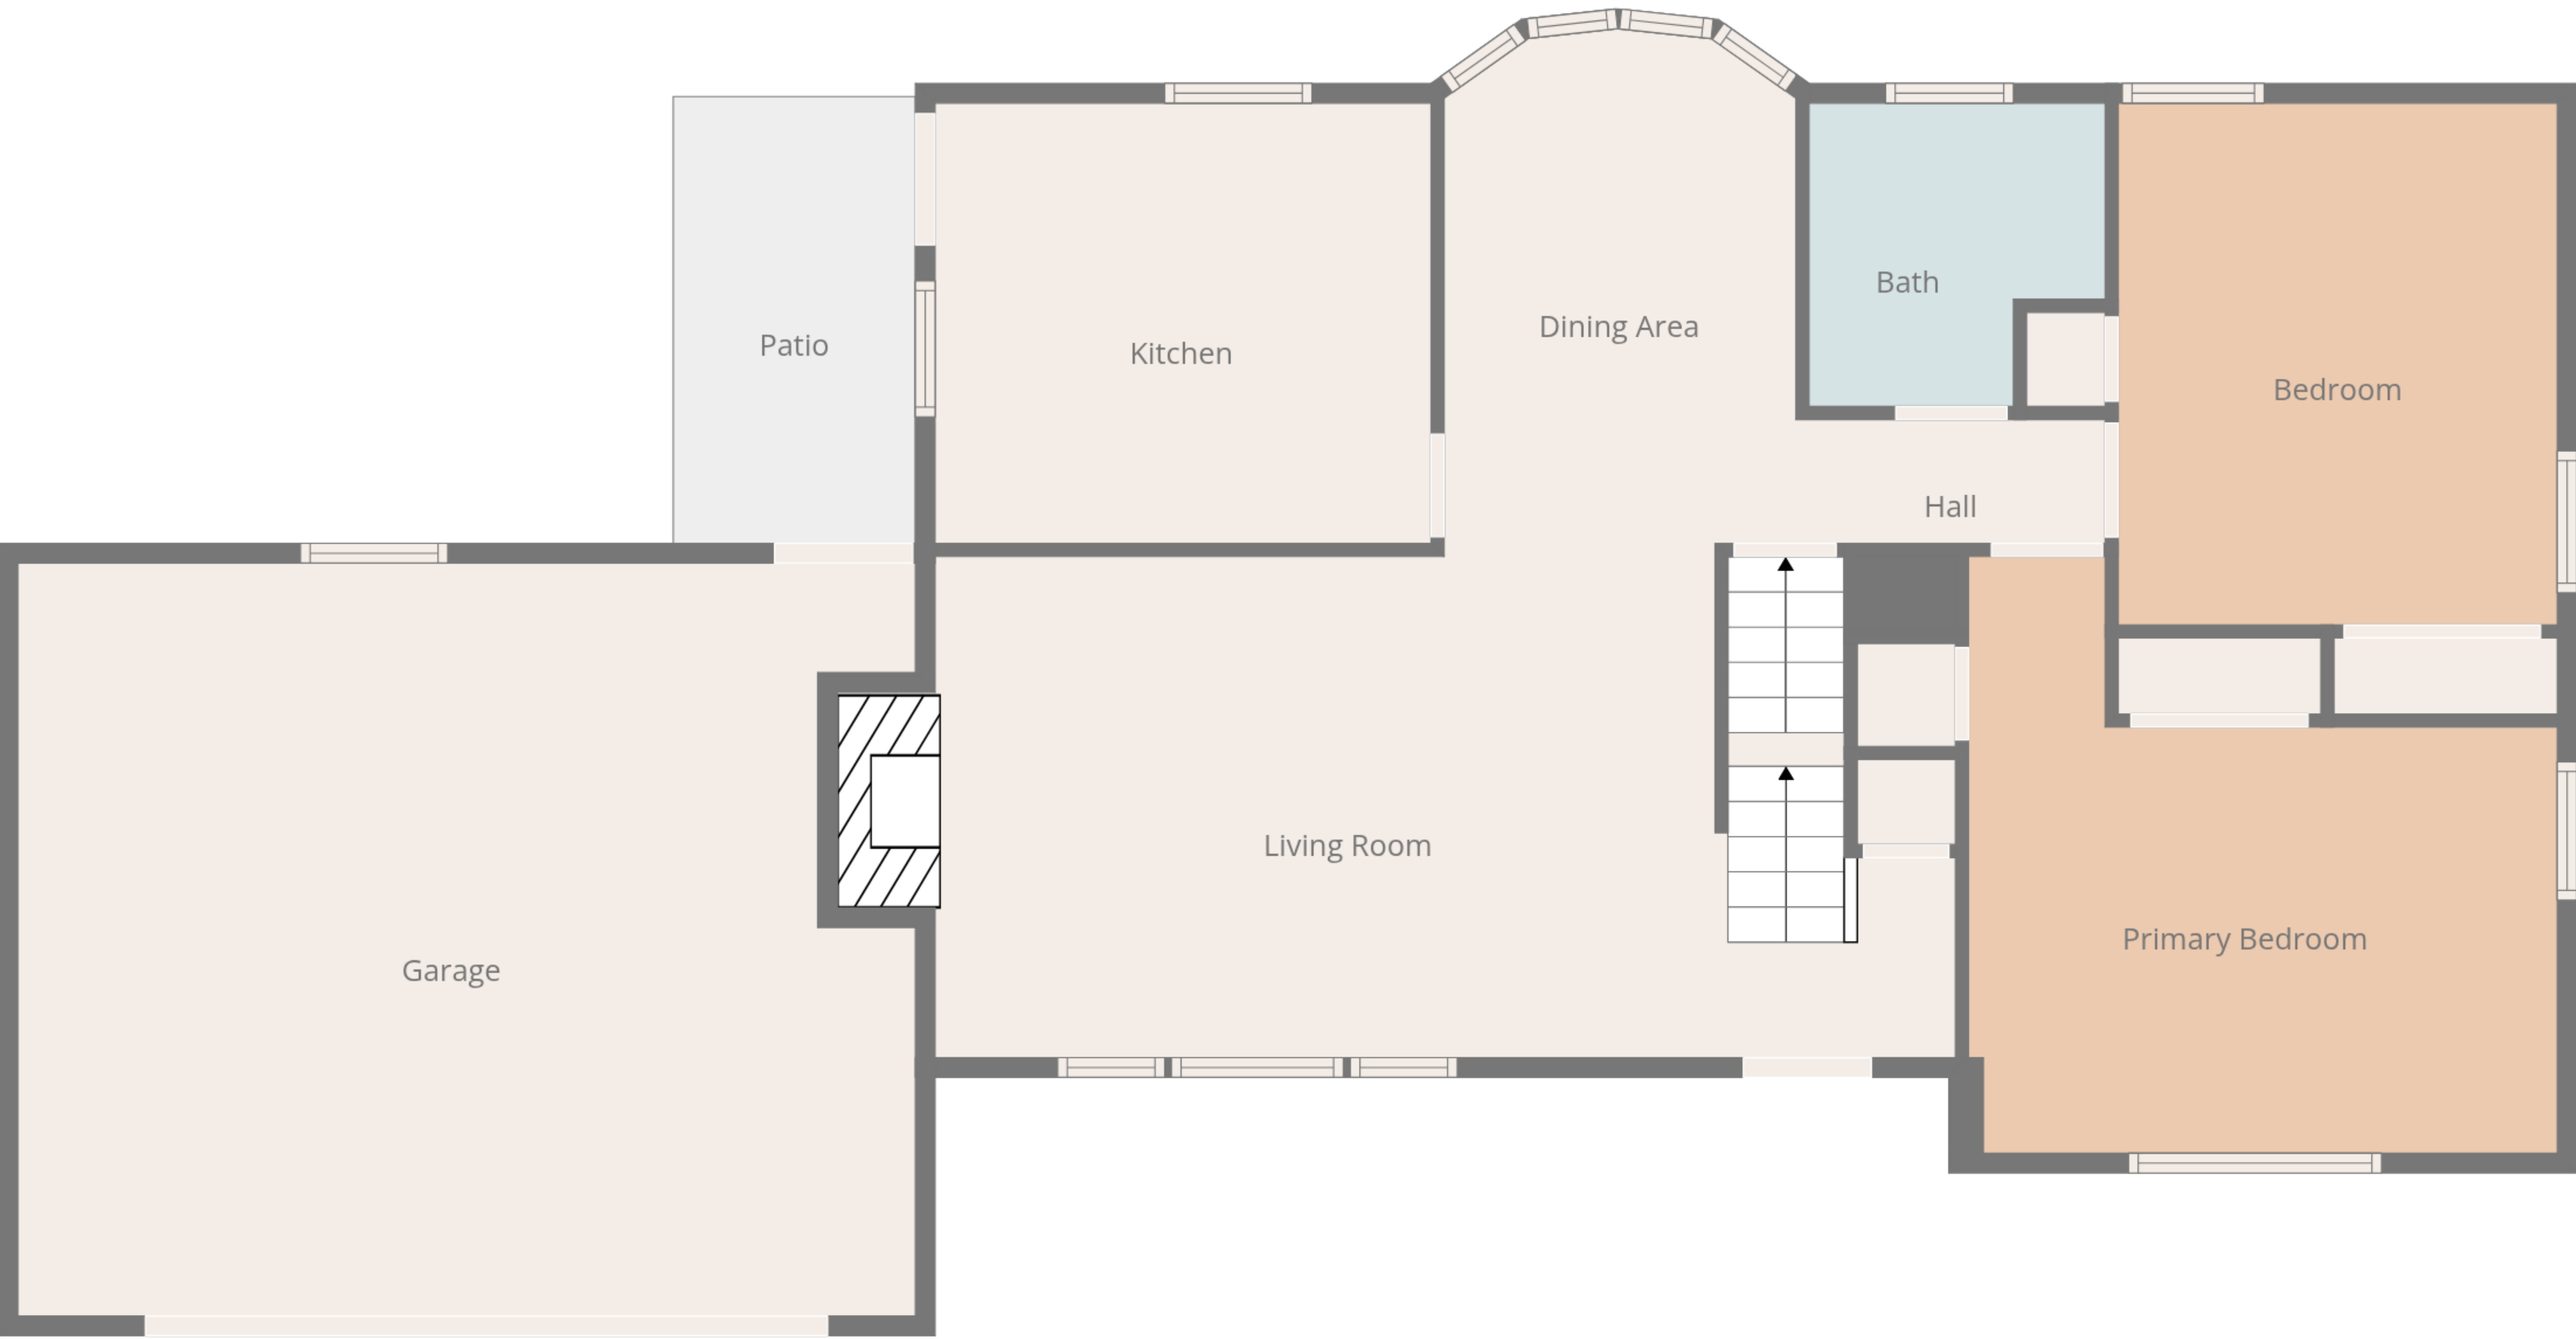 Bath
Dining Area
Patio
Kitchen
Bedroom
Hall
Living Room
Primary Bedroom
Garage